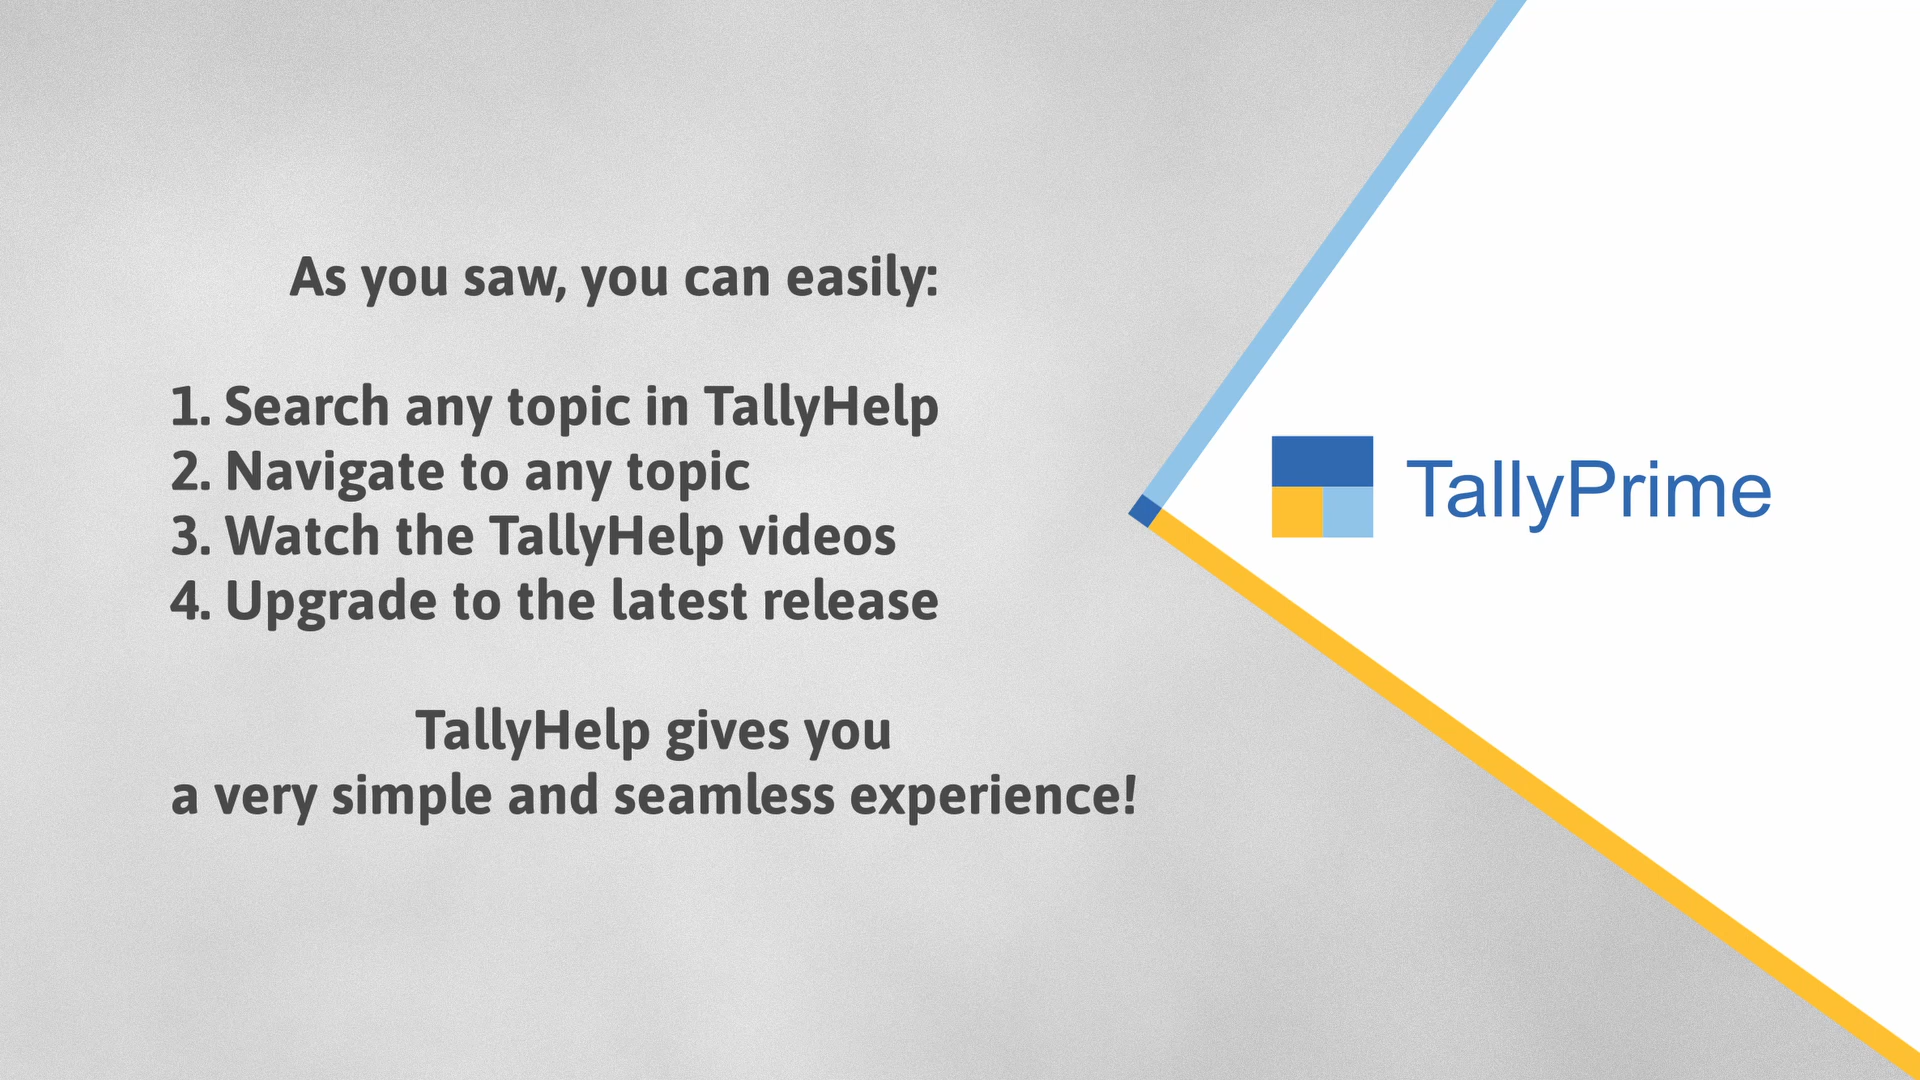 As you saw, you can easily:
1. Search any topic in TallyHelp
2. Navigate to any topic
3. Watch the TallyHelp videos
4. Upgrade to the latest release
TallyHelp gives you
a very simple and seamless experience!
TallyPrime